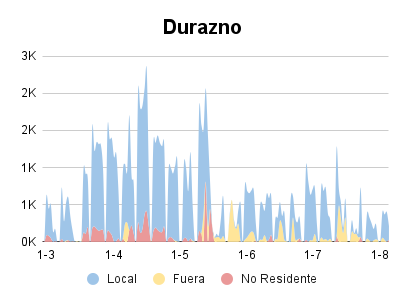 Durazno
3K
2K
2K
1K
1K
0K
1-3 1-4 1-5 1-6 1-7 1-8
Local Fuera No Residente